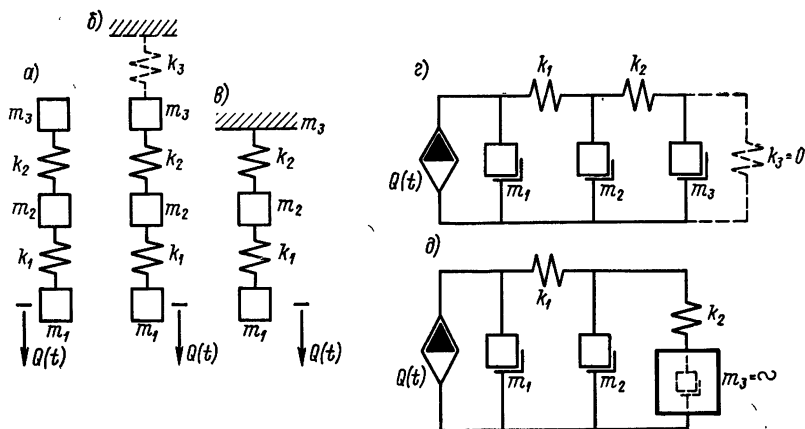 а)
m₃
k₂
m₂
k₁
m₁
Q(t)
б)
k₃
m₃
k₂
m₂
k₁
m₁
Q(t)
в)
m₃
k₂
m₂
k₁
m₁
Q(t)
г)
k₁
k₂
Q(t)
m₁
m₂
m₃
k₃=0
д)
k₁
k₂
Q(t)
m₁
m₂
m₃=∞